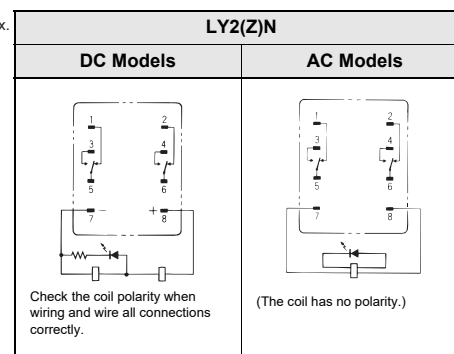 x.
LY2(Z)N
DC Models
AC Models
1 2
3 4
5 6
7 − + 8
Check the coil polarity when
wiring and wire all connections
correctly.
1 2
3 4
5 6
7 8
(The coil has no polarity.)